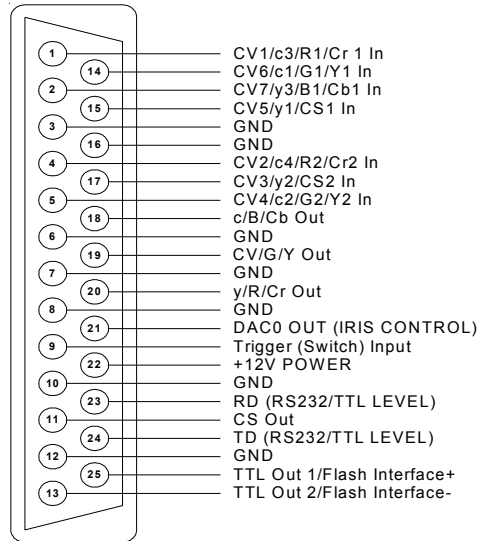 1 CV1/c3/R1/Cr 1 In
14 CV6/c1/G1/Y1 In
2 CV7/y3/B1/Cb1 In
15 CV5/y1/CS1 In
3 GND
16 GND
4 CV2/c4/R2/Cr2 In
17 CV3/y2/CS2 In
5 CV4/c2/G2/Y2 In
18 c/B/Cb Out
6 GND
19 CV/G/Y Out
7 GND
20 y/R/Cr Out
8 GND
21 DAC0 OUT (IRIS CONTROL)
9 Trigger (Switch) Input
22 +12V POWER
10 GND
23 RD (RS232/TTL LEVEL)
11 CS Out
24 TD (RS232/TTL LEVEL)
12 GND
25 TTL Out 1/Flash Interface+
13 TTL Out 2/Flash Interface-